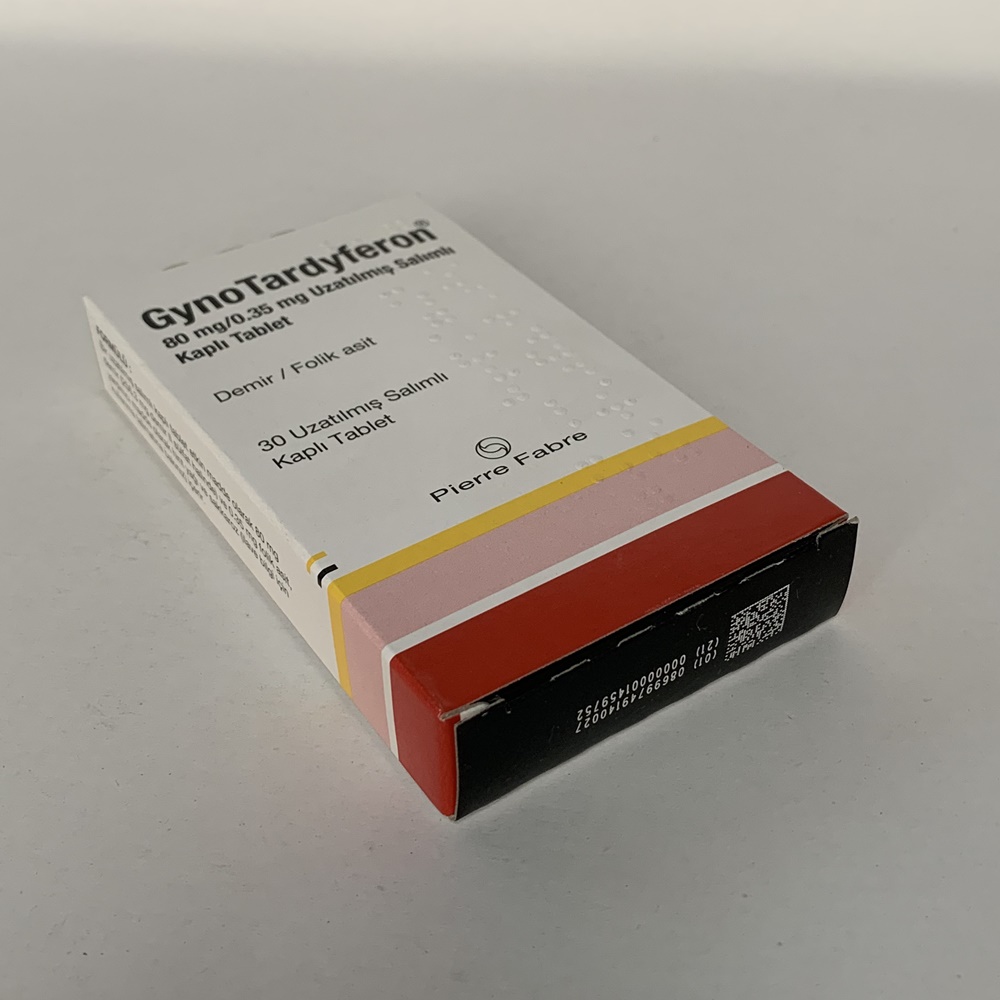 GynoTardyferon®
80 mg/0.35 mg Uzatılmış Salımlı
Kaplı Tablet
Demir / Folik asit
30 Uzatılmış Salımlı
Kaplı Tablet
Pierre Fabre
FORMÜLÜ:
(01) 08699749140027
(21) 00000001459752